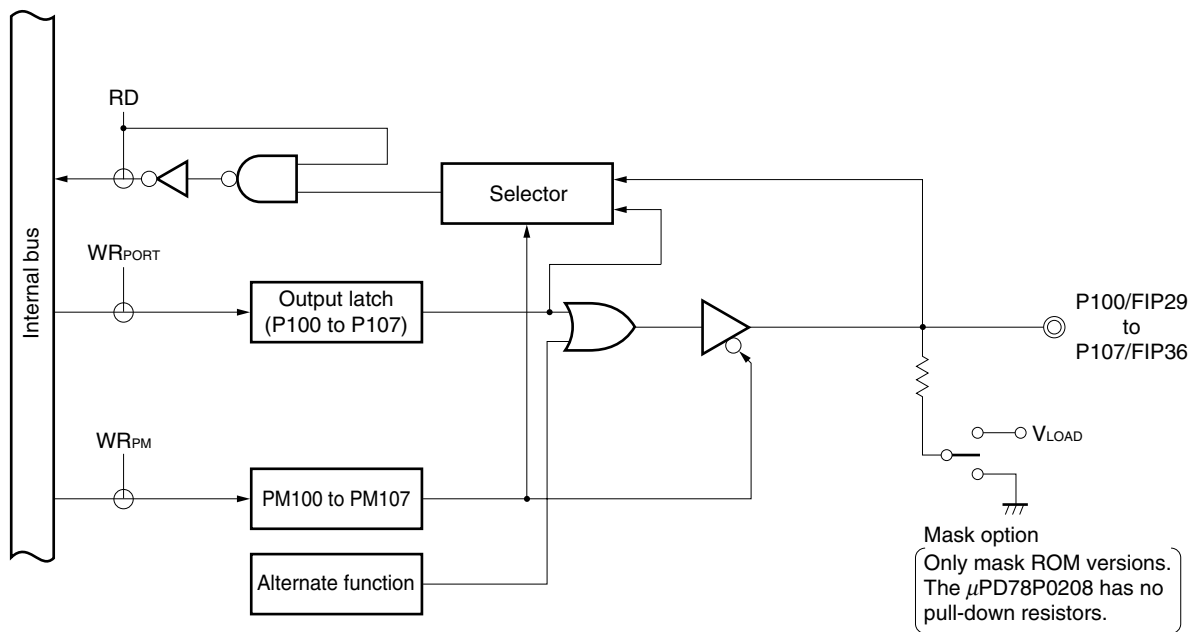 RD
Selector
Internal bus
WRPORT
Output latch
(P100 to P107)
P100/FIP29
to
P107/FIP36
WRPM
VLOAD
PM100 to PM107
Mask option
Only mask ROM versions.
The μPD78P0208 has no
pull-down resistors.
Alternate function